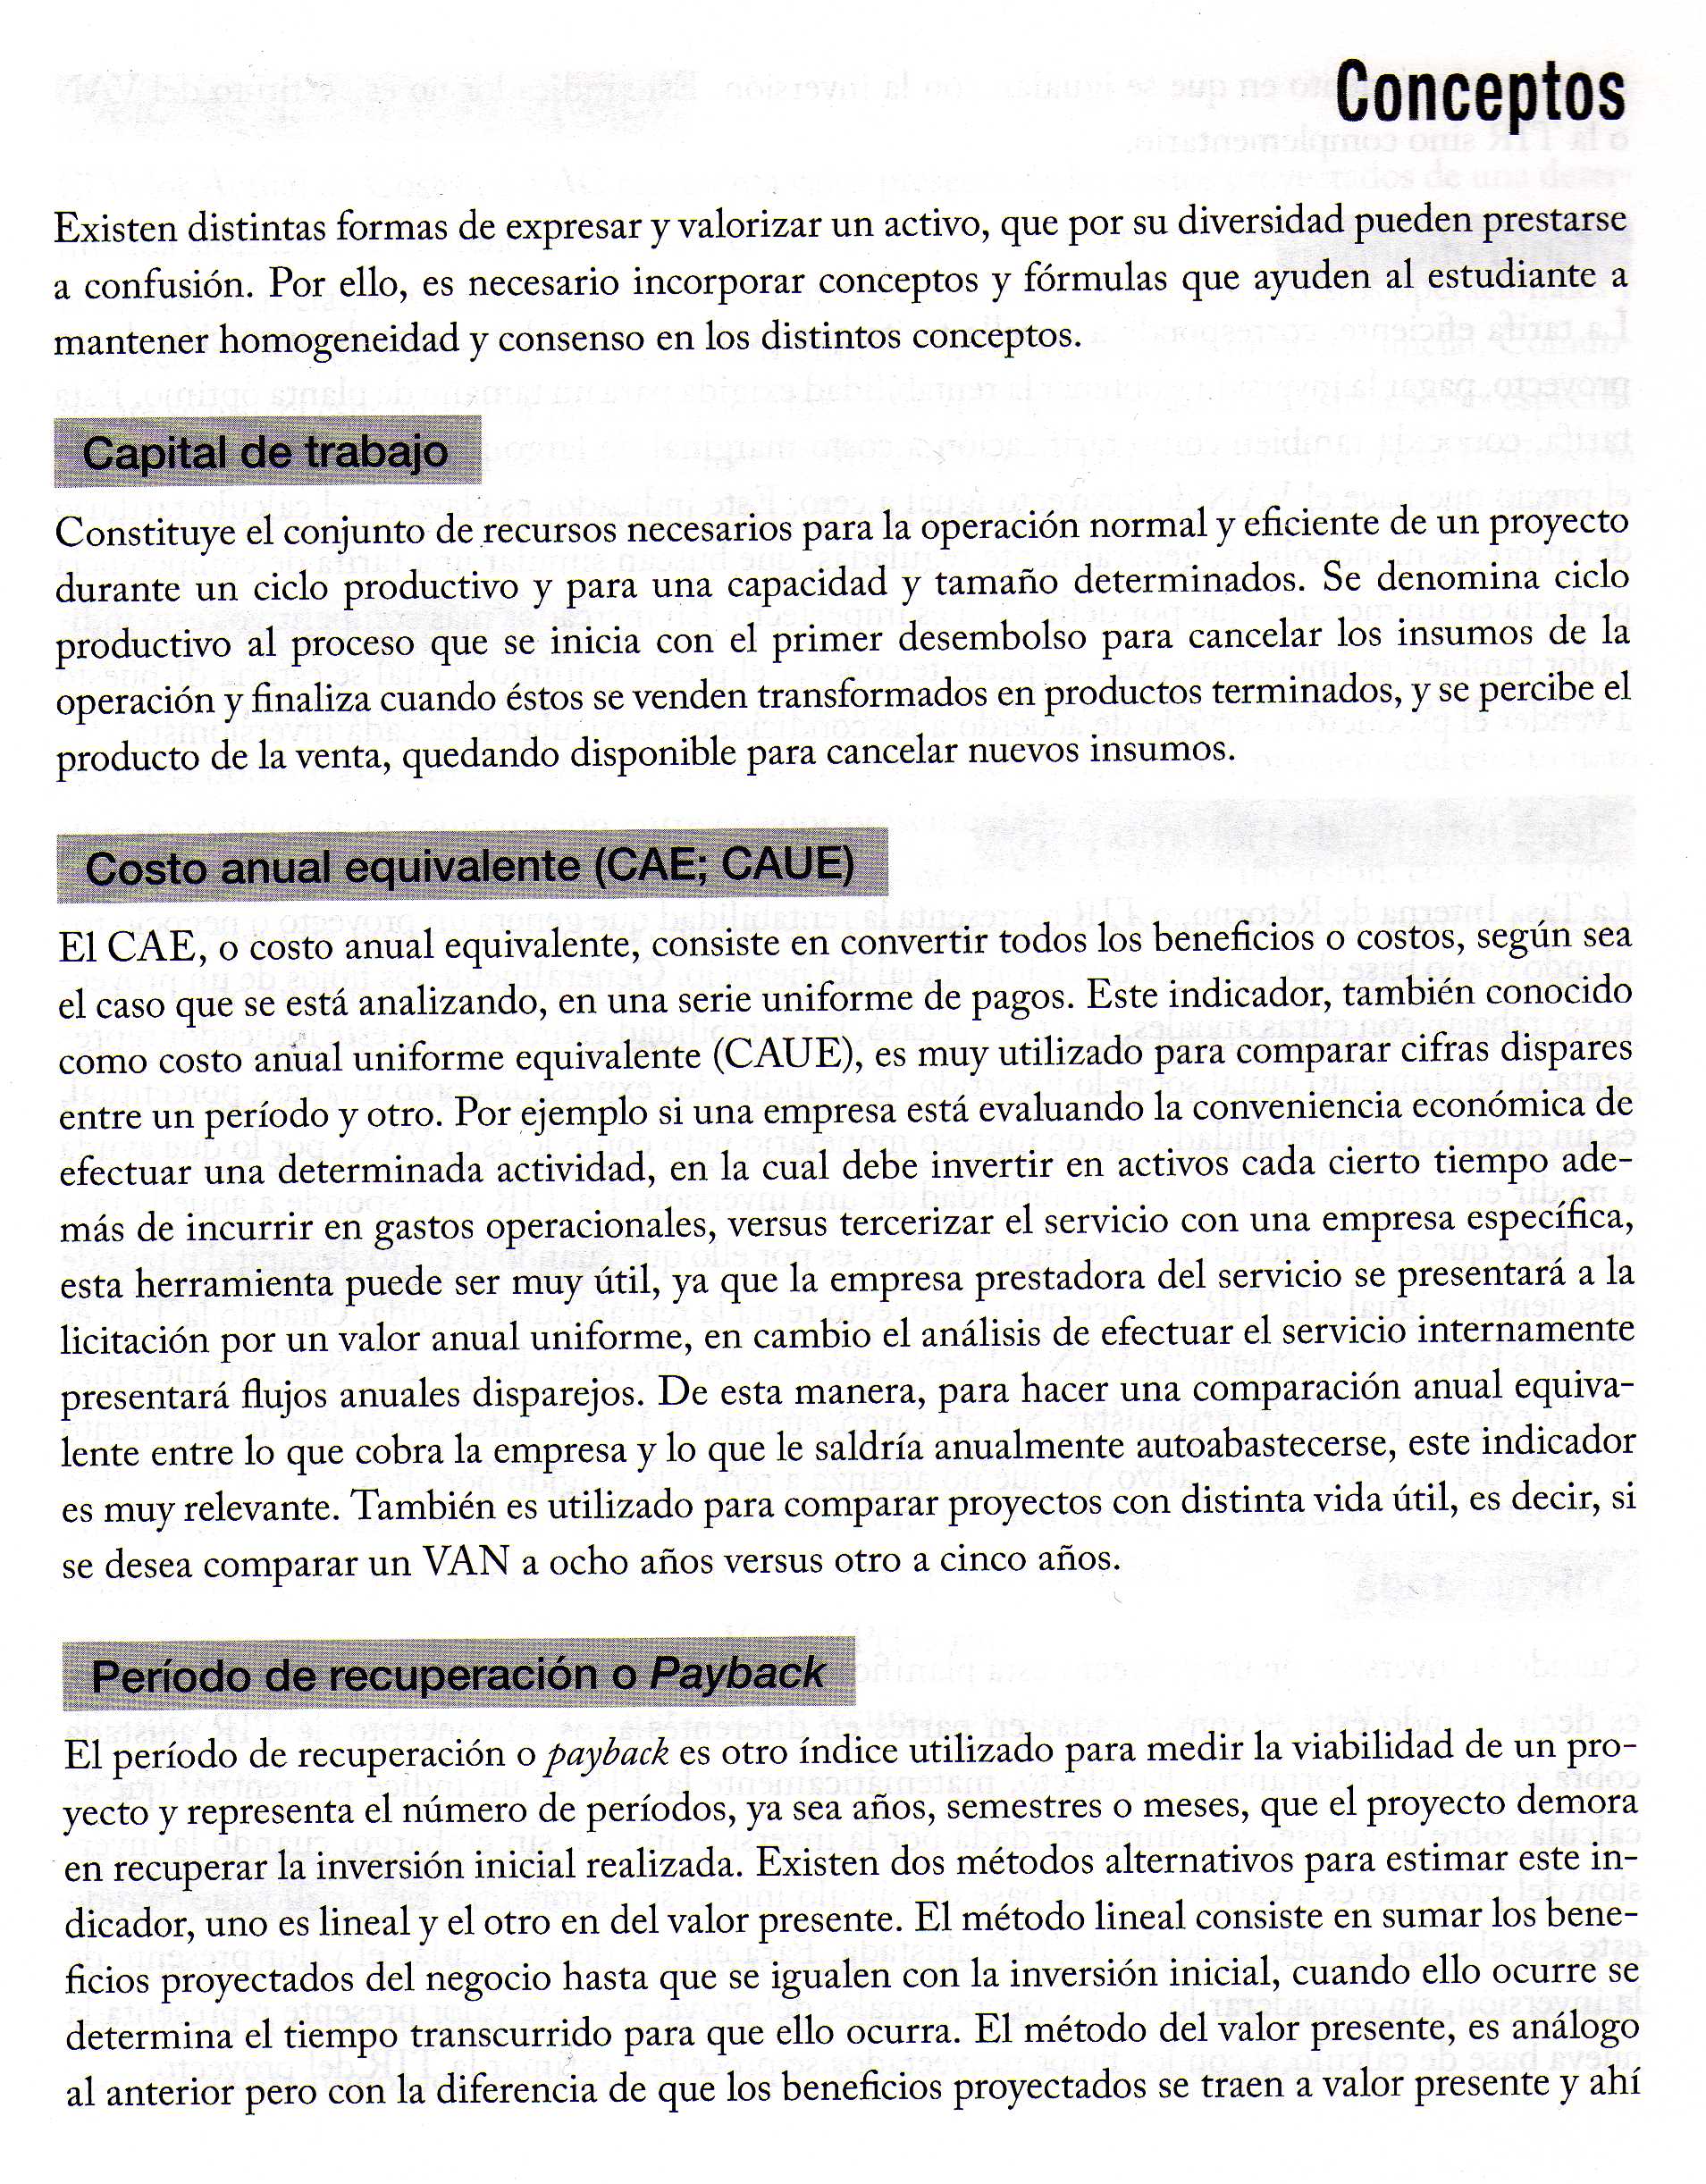 Conceptos
Existen distintas formas de expresar y valorizar un activo, que por su diversidad pueden prestarse
a confusión. Por ello, es necesario incorporar conceptos y fórmulas que ayuden al estudiante a
mantener homogeneidad y consenso en los distintos conceptos.
Capital de trabajo
Constituye el conjunto de recursos necesarios para la operación normal y eficiente de un proyecto
durante un ciclo productivo y para una capacidad y tamaño determinados. Se denomina ciclo
productivo al proceso que se inicia con el primer desembolso para cancelar los insumos de la
operación y finaliza cuando éstos se venden transformados en productos terminados, y se percibe el
producto de la venta, quedando disponible para cancelar nuevos insumos.
Costo anual equivalente (CAE; CAUE)
El CAE, o costo anual equivalente, consiste en convertir todos los beneficios o costos, según sea
el caso que se está analizando, en una serie uniforme de pagos. Este indicador, también conocido
como costo anual uniforme equivalente (CAUE), es muy utilizado para comparar cifras dispares
entre un período y otro. Por ejemplo si una empresa está evaluando la conveniencia económica de
efectuar una determinada actividad, en la cual debe invertir en activos cada cierto tiempo ade-
más de incurrir en gastos operacionales, versus tercerizar el servicio con una empresa específica,
esta herramienta puede ser muy útil, ya que la empresa prestadora del servicio se presentará a la
licitación por un valor anual uniforme, en cambio el análisis de efectuar el servicio internamente
presentará flujos anuales disparejos. De esta manera, para hacer una comparación anual equiva-
lente entre lo que cobra la empresa y lo que le saldría anualmente autoabastecerse, este indicador
es muy relevante. También es utilizado para comparar proyectos con distinta vida útil, es decir, si
se desea comparar un VAN a ocho años versus otro a cinco años.
Período de recuperación o Payback
El período de recuperación o payback es otro índice utilizado para medir la viabilidad de un pro-
yecto y representa el número de períodos, ya sea años, semestres o meses, que el proyecto demora
en recuperar la inversión inicial realizada. Existen dos métodos alternativos para estimar este in-
dicador, uno es lineal y el otro en del valor presente. El método lineal consiste en sumar los bene-
ficios proyectados del negocio hasta que se igualen con la inversión inicial, cuando ello ocurre se
determina el tiempo transcurrido para que ello ocurra. El método del valor presente, es análogo
al anterior pero con la diferencia de que los beneficios proyectados se traen a valor presente y ahí